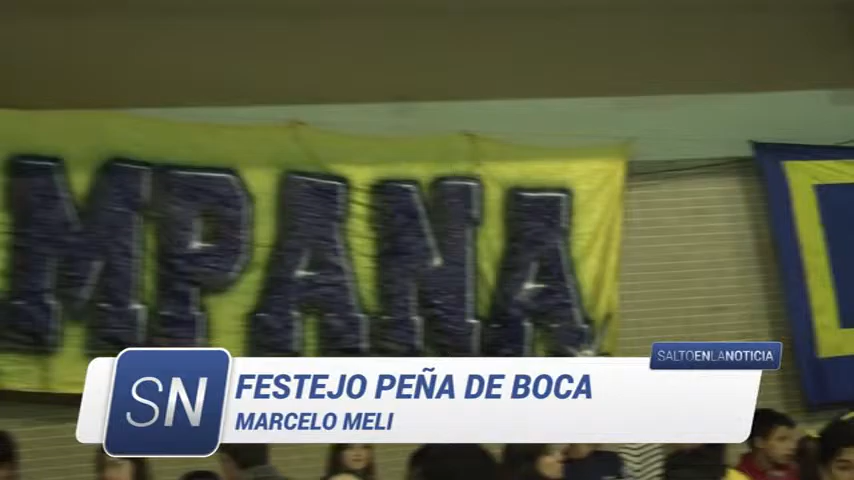 MPANA
SALTOENLANOTICIA
SN
FESTEJO PEÑA DE BOCA
MARCELO MELI